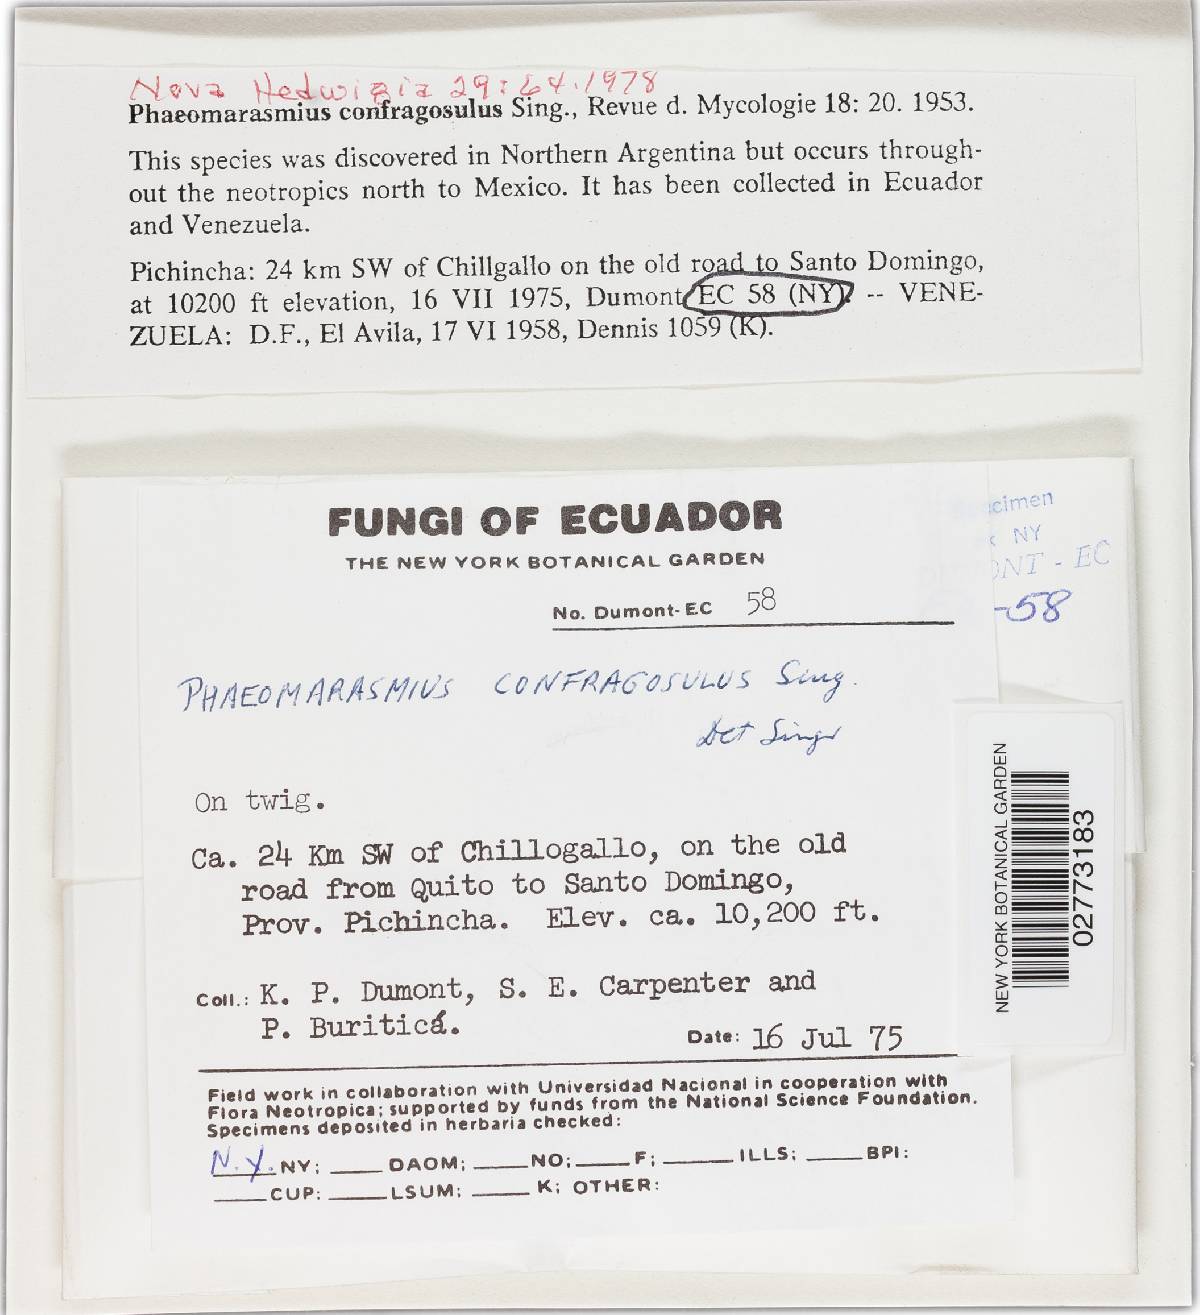 Nova Hedwigia 29:64.1978
Phaeomarasmius confragosulus Sing., Revue d. Mycologie 18: 20. 1953.
This species was discovered in Northern Argentina but occurs through-
out the neotropics north to Mexico. It has been collected in Ecuador
and Venezuela.
Pichincha: 24 km SW of Chillgallo on the old road to Santo Domingo,
at 10200 ft elevation, 16 VII 1975, Dumont EC 58 (NY). -- VENE-
ZUELA: D.F., El Avila, 17 VI 1958, Dennis 1059 (K).
FUNGI OF ECUADOR
THE NEW YORK BOTANICAL GARDEN
No. Dumont-EC 58
cimen
NY
ONT - EC
-58
PHAEOMARASMIUS CONFRAGOSULUS Sing.
Det Singer
On twig.
Ca. 24 Km SW of Chillogallo, on the old
road from Quito to Santo Domingo,
Prov. Pichincha. Elev. ca. 10,200 ft.
Coll.: K. P. Dumont, S. E. Carpenter and
P. Buriticá.
Date: 16 Jul 75
NEW YORK BOTANICAL GARDEN
02773183
Field work in collaboration with Universidad Nacional in cooperation with
Flora Neotropica; supported by funds from the National Science Foundation.
Specimens deposited in herbaria checked:
N.Y. NY; ____ DAOM; ____ NO; ____ F; ____ ILLS; ____ BPI:
____ CUP: ____ LSUM; ____ K; OTHER: